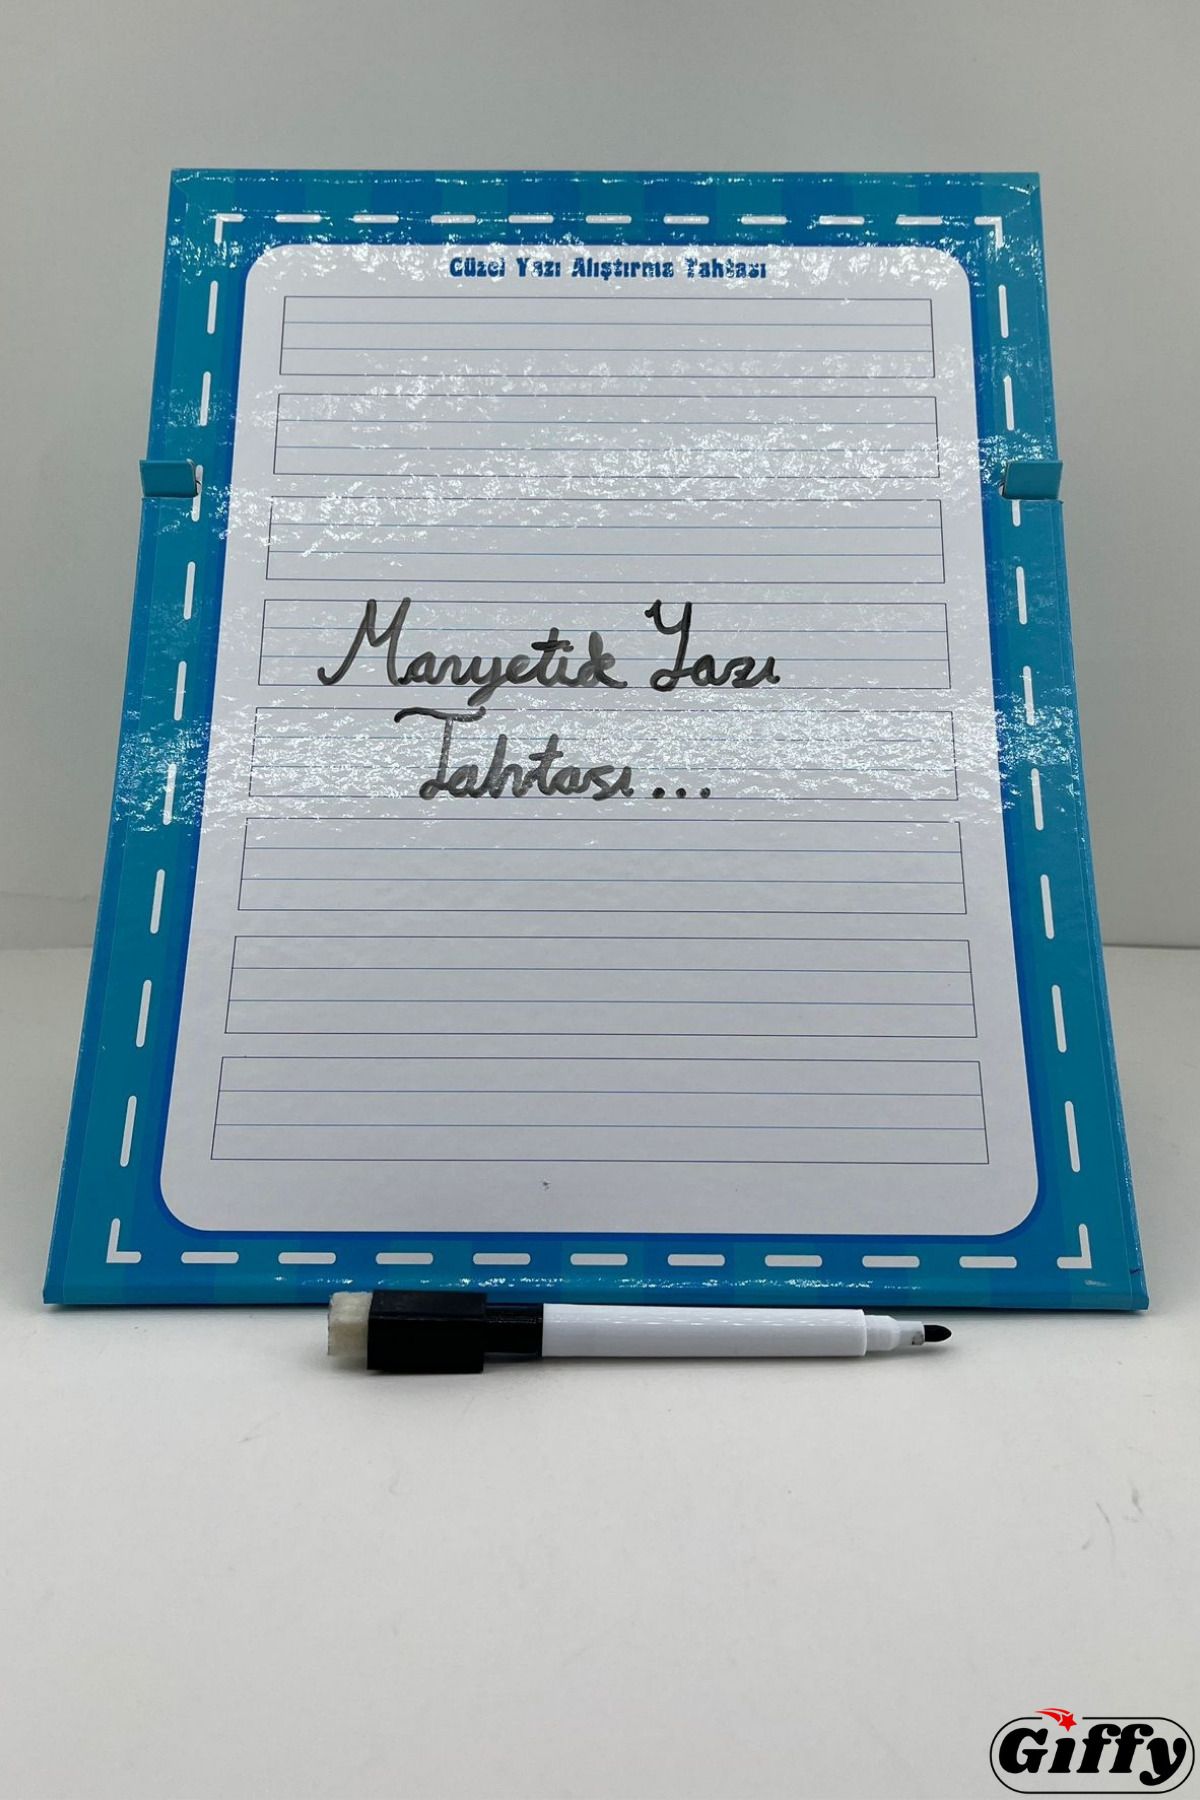 Güzel Yazı Alıştırma Tahtası
Manyetik Yazı
Tahtası...
Giffy